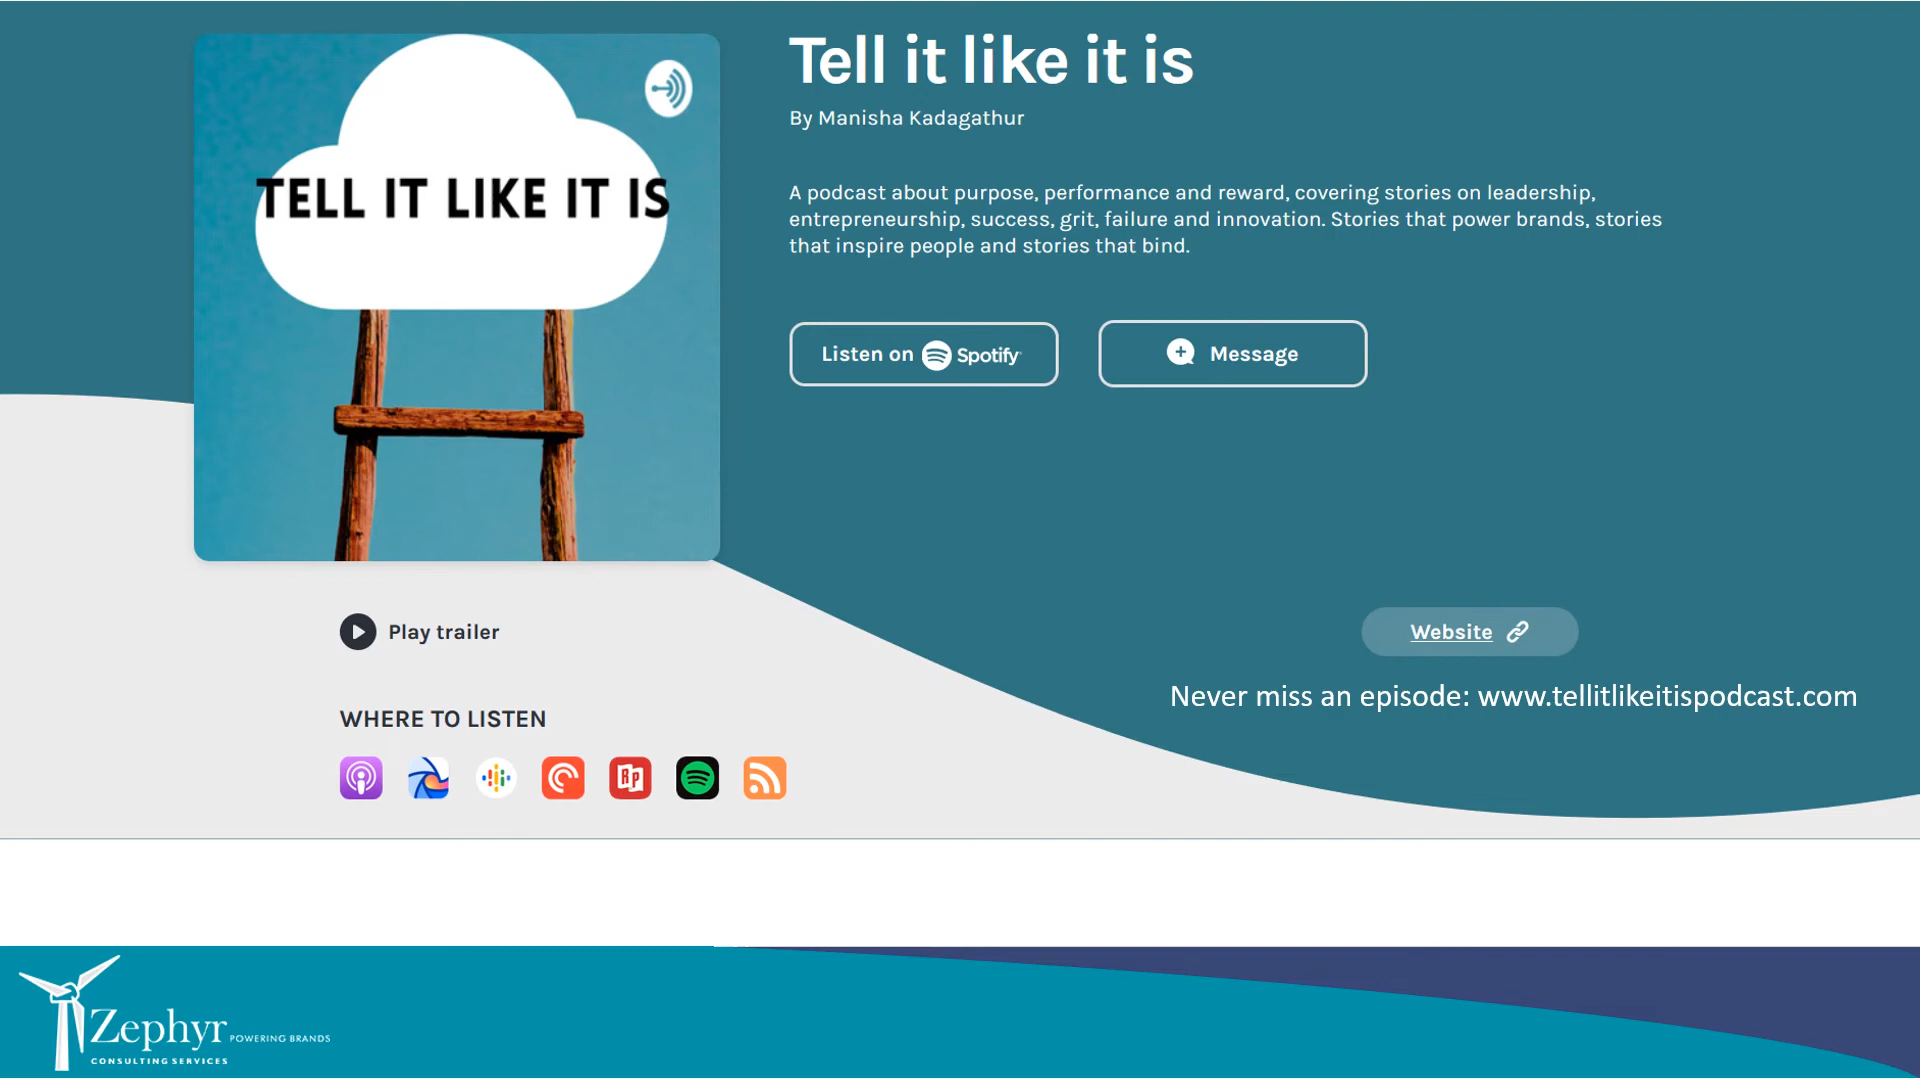 TELL IT LIKE IT IS
Tell it like it is
By Manisha Kadagathur
A podcast about purpose, performance and reward, covering stories on leadership,
entrepreneurship, success, grit, failure and innovation. Stories that power brands, stories
that inspire people and stories that bind.
Listen on Spotify
Message
Play trailer
Website
Never miss an episode: www.tellitlikeitispodcast.com
WHERE TO LISTEN
Rp
Zephyr POWERING BRANDS
CONSULTING SERVICES